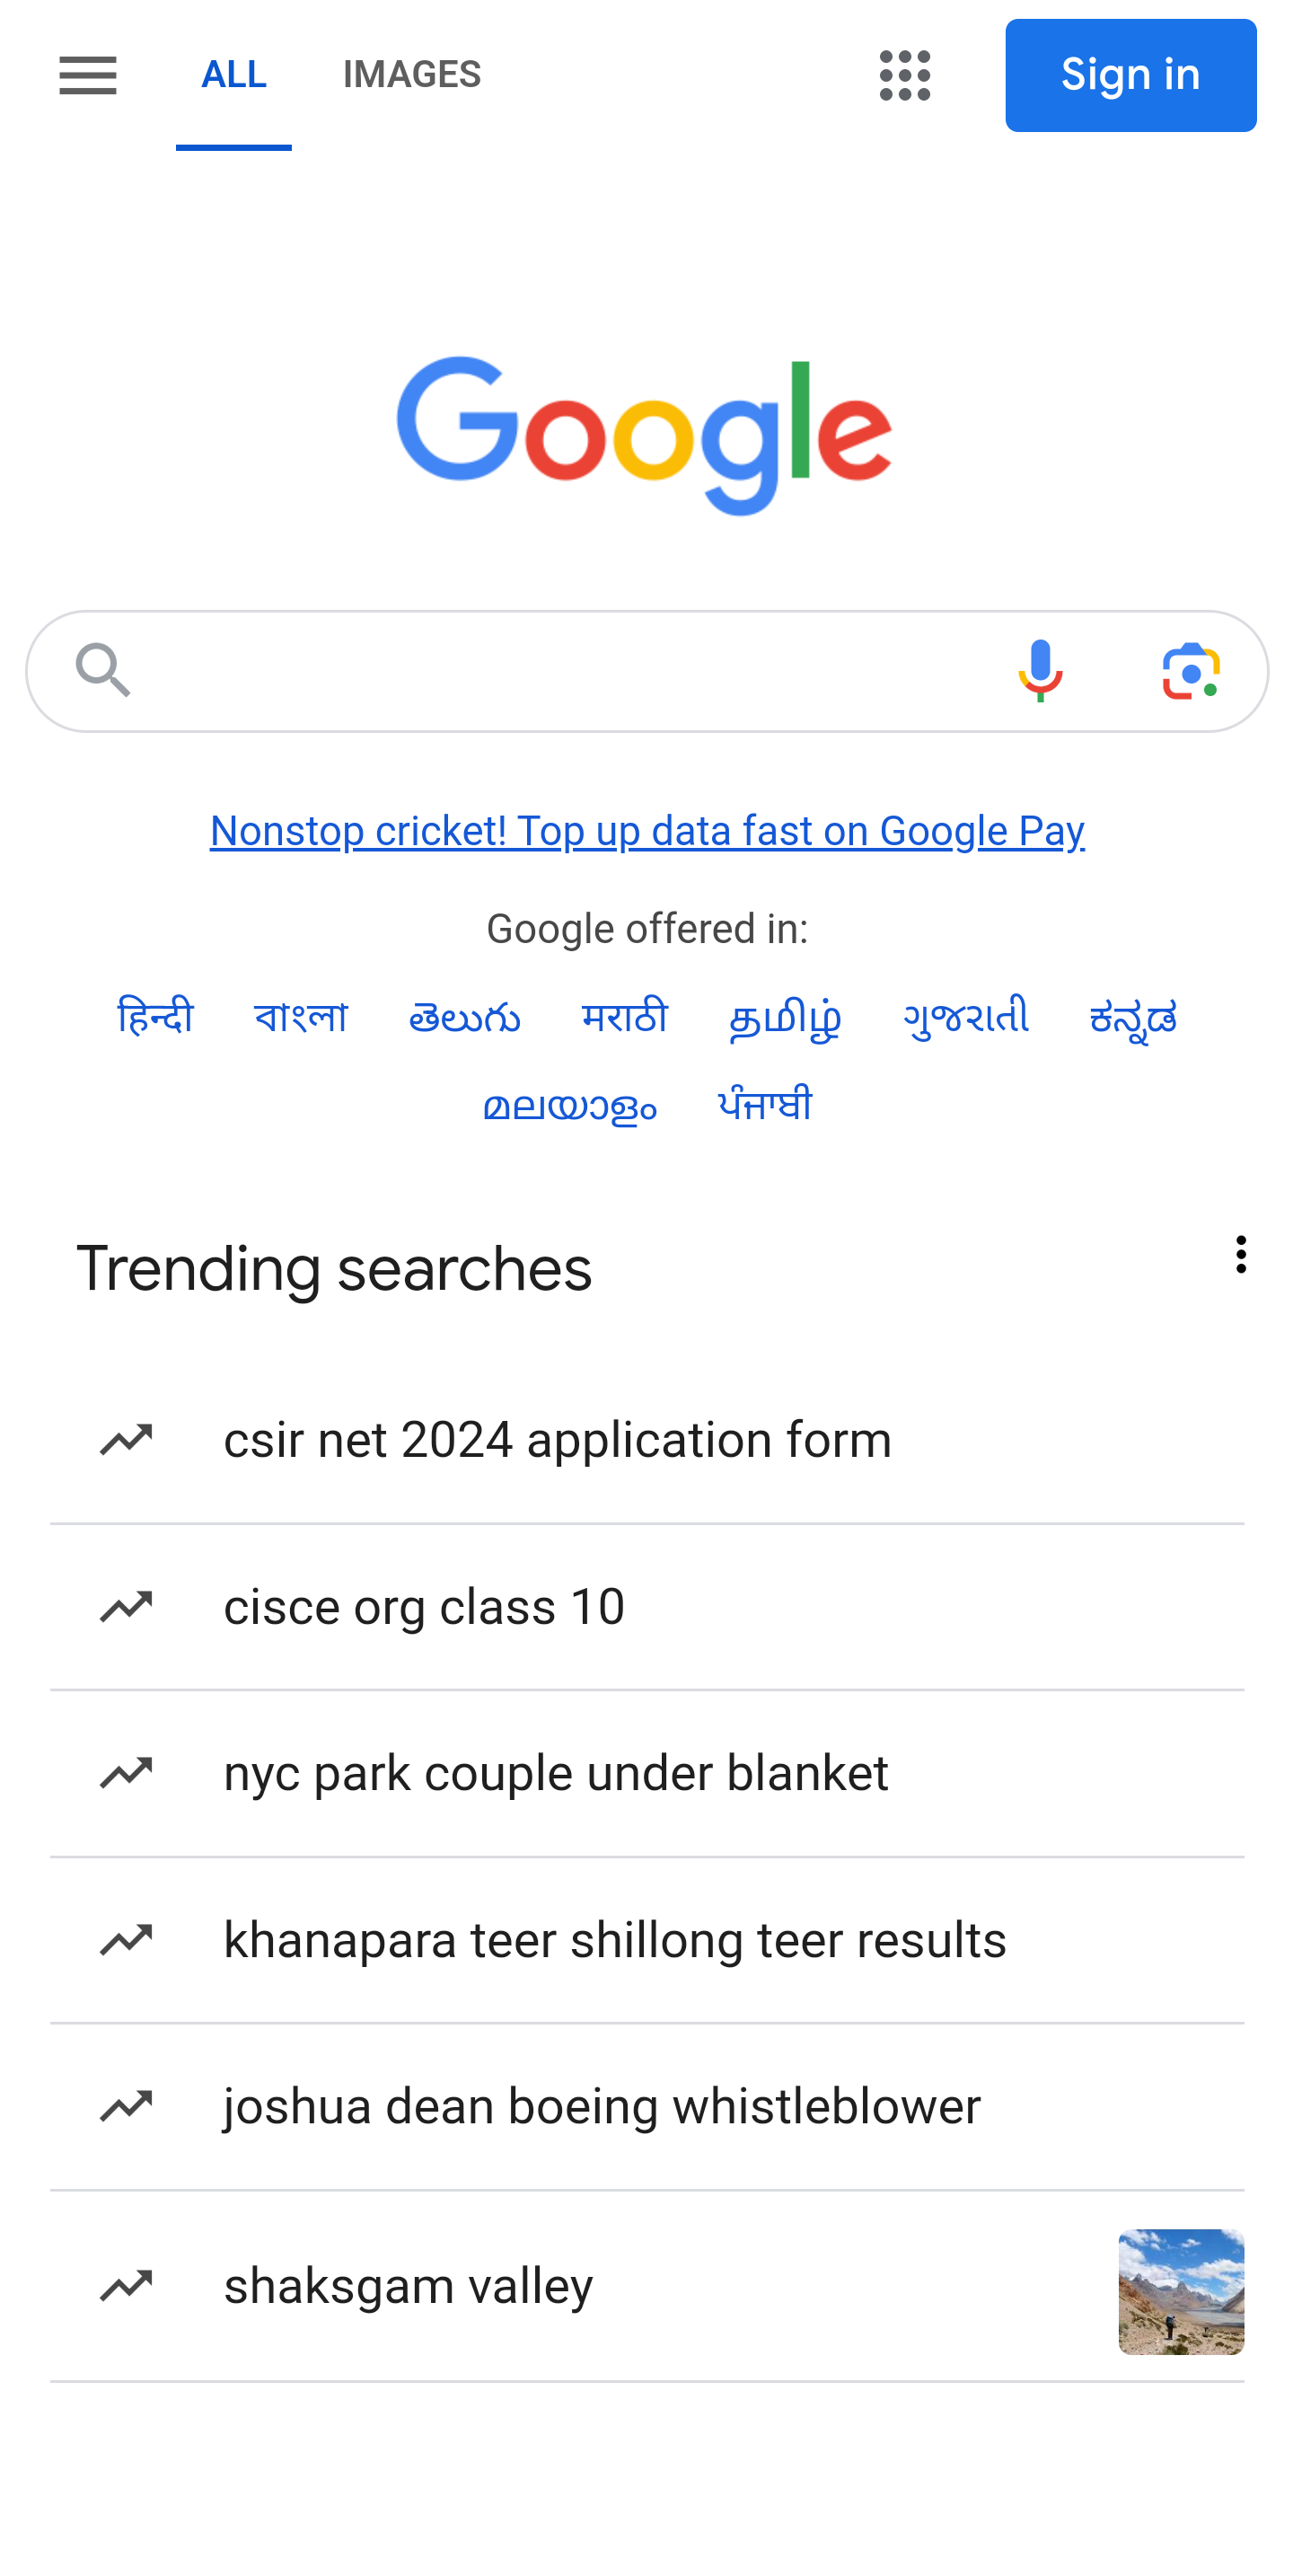 ALL IMAGES Sign in
Google
Nonstop cricket! Top up data fast on Google Pay
Google offered in:
हिन्दी বাংলা తెలుగు मराठी தமிழ் ગુજરાતી ಕನ್ನಡ
മലയാളം ਪੰਜਾਬੀ
Trending searches
csir net 2024 application form
cisce org class 10
nyc park couple under blanket
khanapara teer shillong teer results
joshua dean boeing whistleblower
shaksgam valley